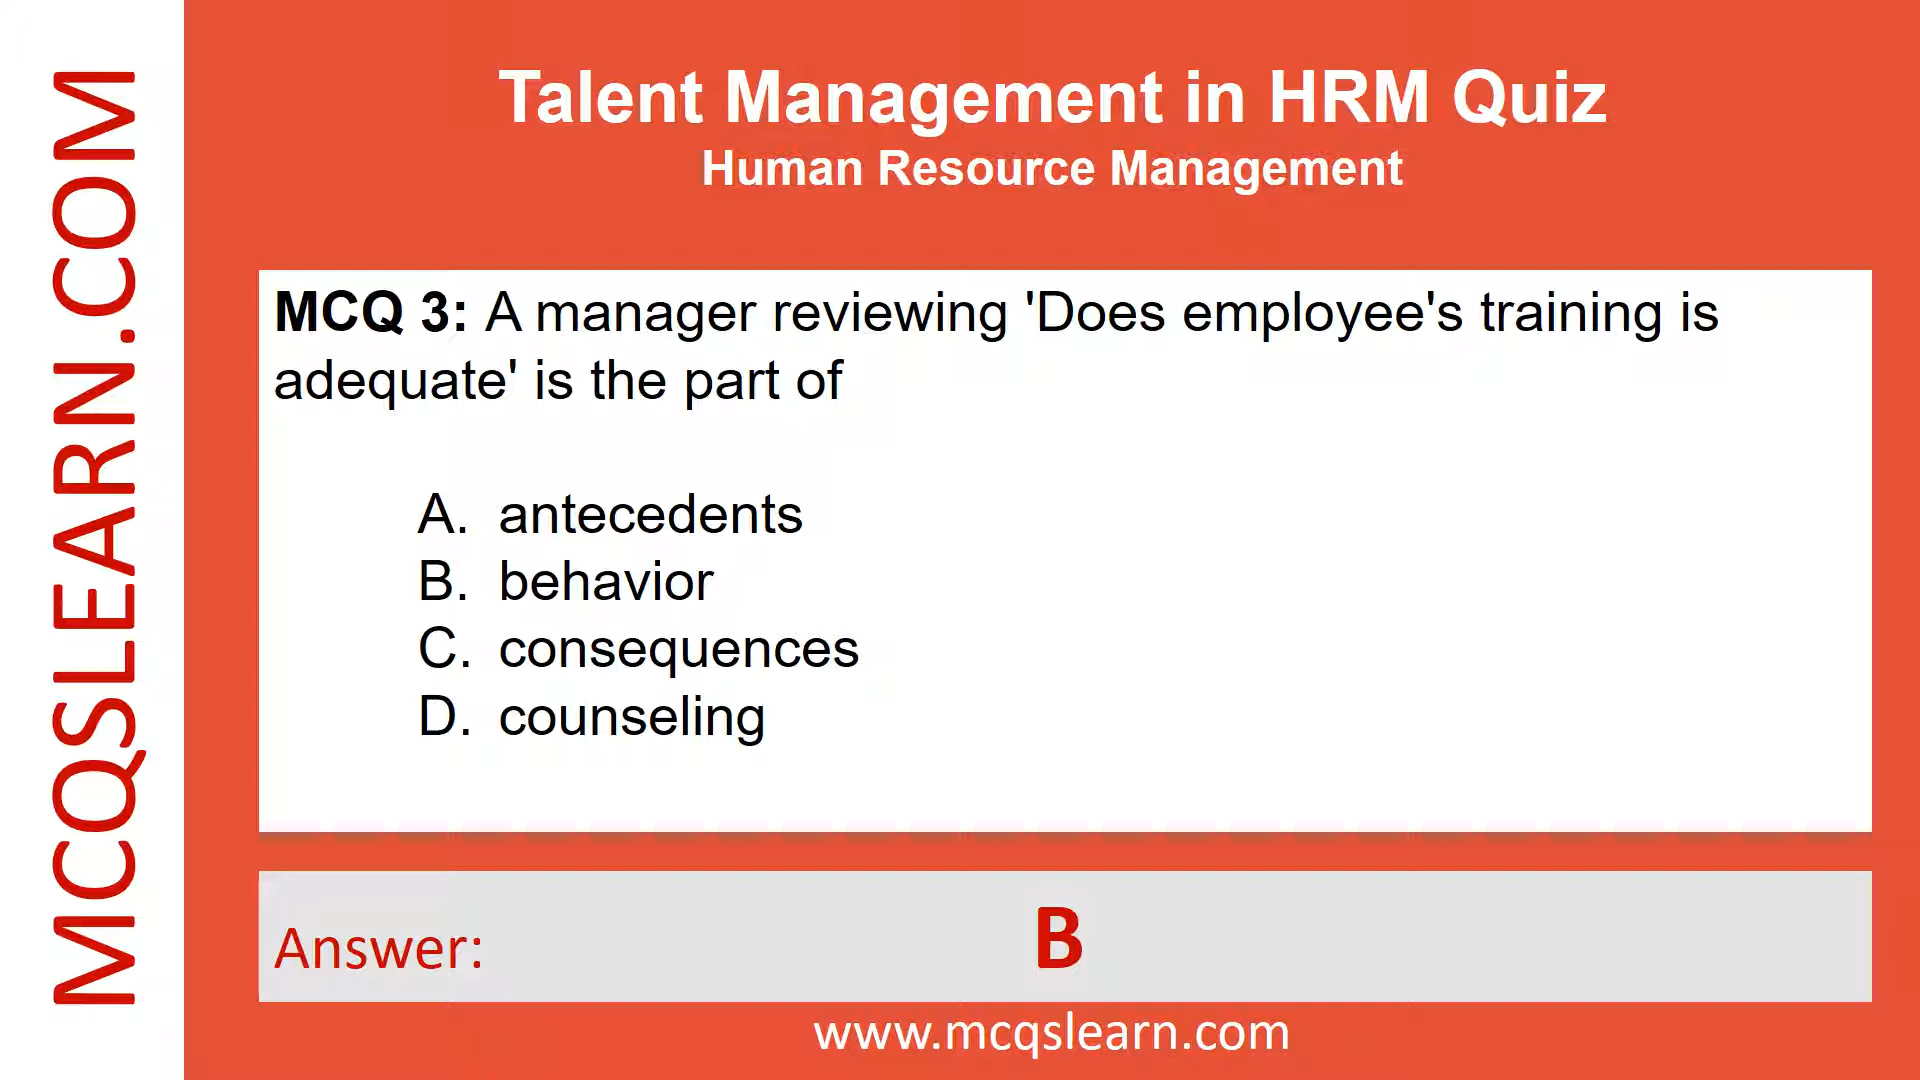 MCQSLEARN.COM
Talent Management in HRM Quiz
Human Resource Management
MCQ 3: A manager reviewing 'Does employee's training is
adequate' is the part of
A. antecedents
B. behavior
C. consequences
D. counseling
Answer: B
www.mcqslearn.com